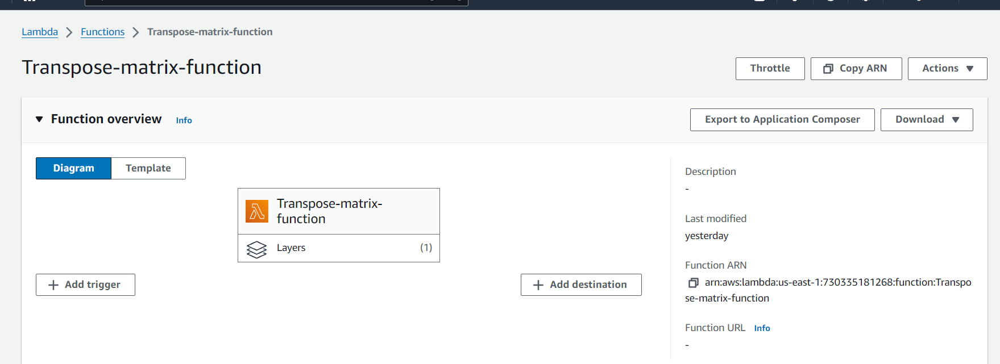 Lambda
Functions
Transpose-matrix-function
Transpose-matrix-function
Throttle
Copy ARN
Actions
Function overview
Info
Export to Application Composer
Download
Diagram
Template
Transpose-matrix-
function
Layers
(1)
Add trigger
Add destination
Description
-
Last modified
yesterday
Function ARN
arn:aws:lambda:us-east-1:730335181268:function:Transpo
se-matrix-function
Function URL
Info
-